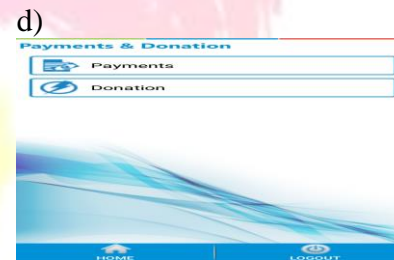 d)
Payments & Donation
Payments
Donation
HOME LOGOUT